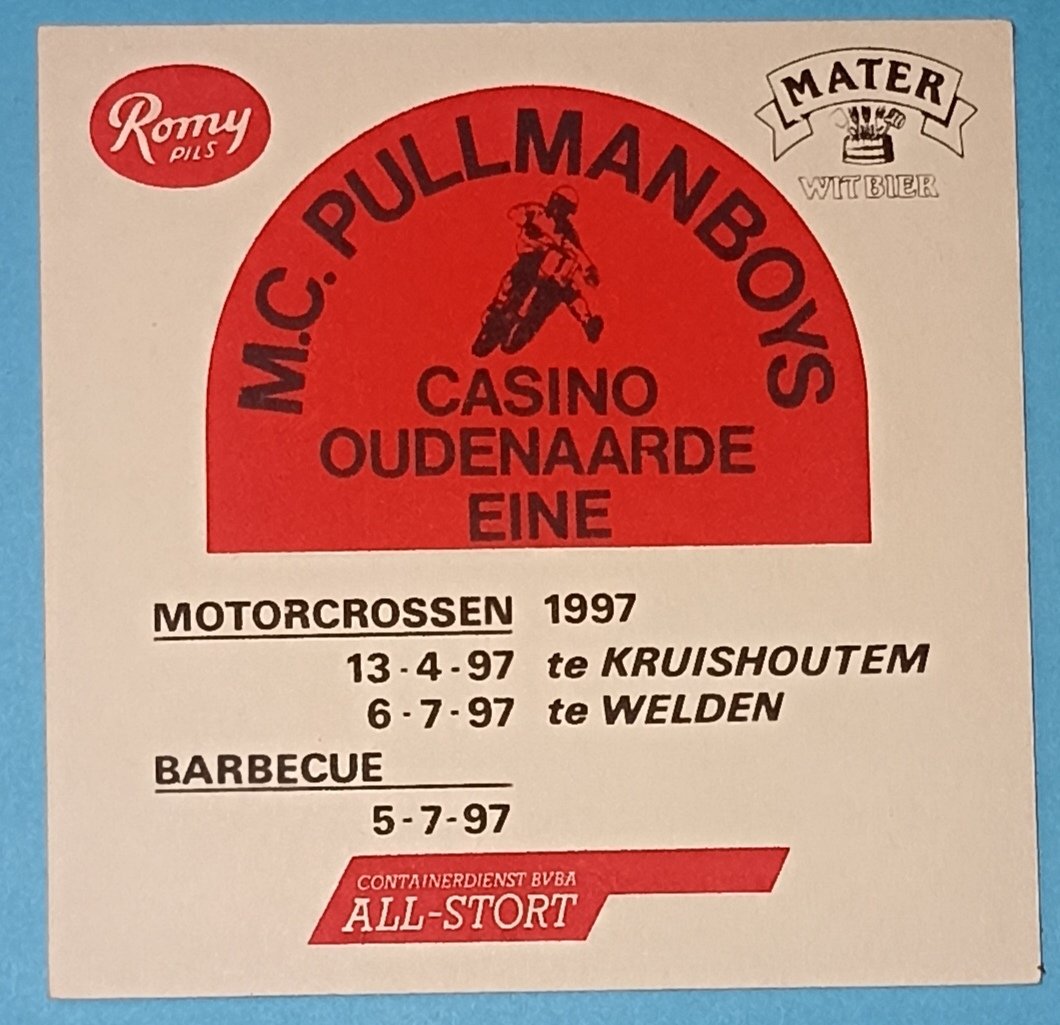 Romy
PILS
MATER
WITBIER
M.C. PULLMANBOYS
CASINO
OUDENAARDE
EINE
MOTORCROSSEN 1997
13-4-97 te KRUISHOUTEM
6-7-97 te WELDEN
BARBECUE
5-7-97
CONTAINERDIENST BVBA
ALL-STORT